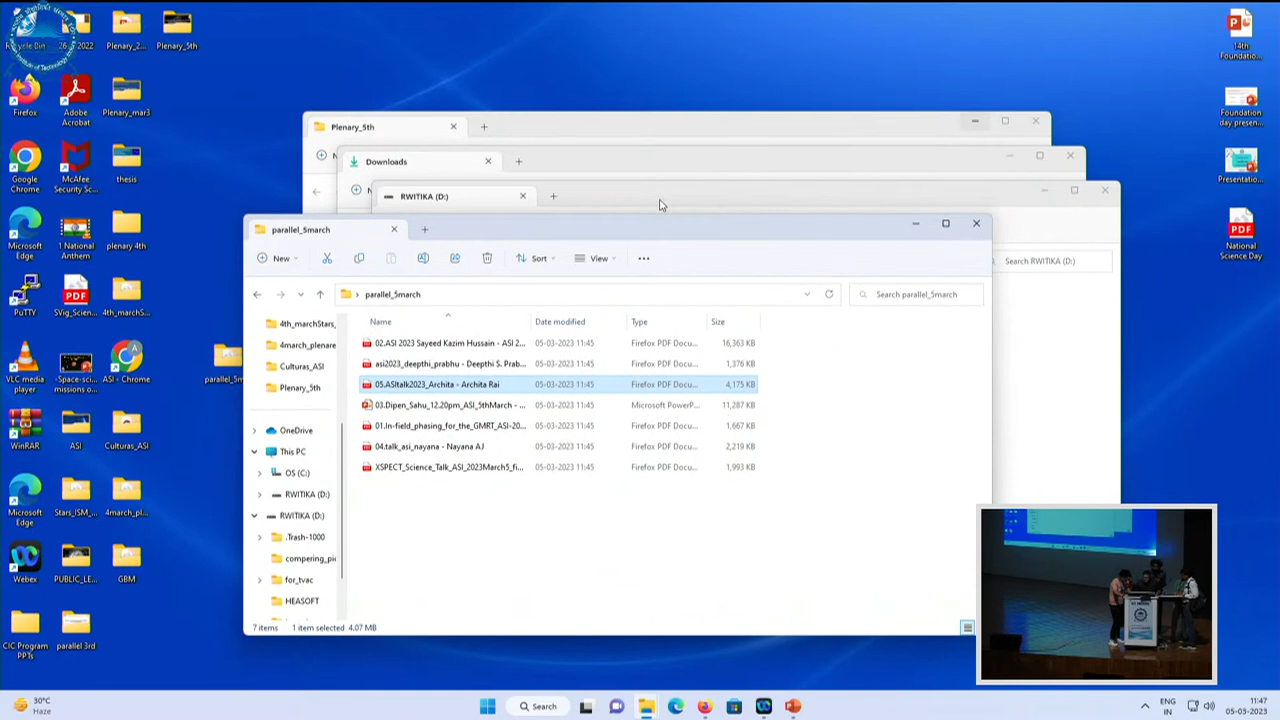 Recycle Bin
Plenary_2...
Plenary_5th
Firefox
Adobe
Acrobat
Plenary_mar3
Google
Chrome
McAfee
Security Sc...
thesis
Microsoft
Edge
1 National
Anthem
plenary 4th
PuTTY
SVig_Scien...
4th_marchS...
VLC media
player
-Space-sci...
missions o...
ASI - Chrome
WinRAR
ASI
Culturas_ASI
Microsoft
Edge
Stars_ISM_...
4march_pl...
Webex
PUBLIC_LE...
GBM
CIC Program
PPTs
parallel 3rd
14th
Foundatio...
Foundation
day presen...
Presentatio...
PDF
National
Science Day
Plenary_5th
Downloads
RWITIKA (D:)
Search RWITIKA (D:)
parallel_5march
New
Sort
View
parallel_5march
Search parallel_5march
4th_marchStars_
4march_plenare
Culturas_ASI
Plenary_5th
OneDrive
This PC
OS (C:)
RWITIKA (D:)
RWITIKA (D:)
.Trash-1000
compering_pic
for_tvac
HEASOFT
Name Date modified Type Size
02.ASI 2023 Sayeed Kazim Hussain - ASI 2... 05-03-2023 11:45 Firefox PDF Docu... 16,363 KB
asi2023_deepthi_prabhu - Deepthi S. Prab... 05-03-2023 11:45 Firefox PDF Docu... 1,376 KB
05.ASItalk2023_Archita - Archita Rai 05-03-2023 11:45 Firefox PDF Docu... 4,175 KB
03.Dipen_Sahu_12.20pm_ASI_5thMarch - ... 05-03-2023 11:45 Microsoft PowerP... 11,287 KB
01.In-field_phasing_for_the_GMRT_ASI-20... 05-03-2023 11:45 Firefox PDF Docu... 1,667 KB
04.talk_asi_nayana - Nayana AJ 05-03-2023 11:45 Firefox PDF Docu... 2,219 KB
XSPECT_Science_Talk_ASI_2023March5_fi... 05-03-2023 11:45 Firefox PDF Docu... 1,993 KB
7 items 1 item selected 4.07 MB
30°C
Haze
Search
ENG
IN
11:47
05-03-2023